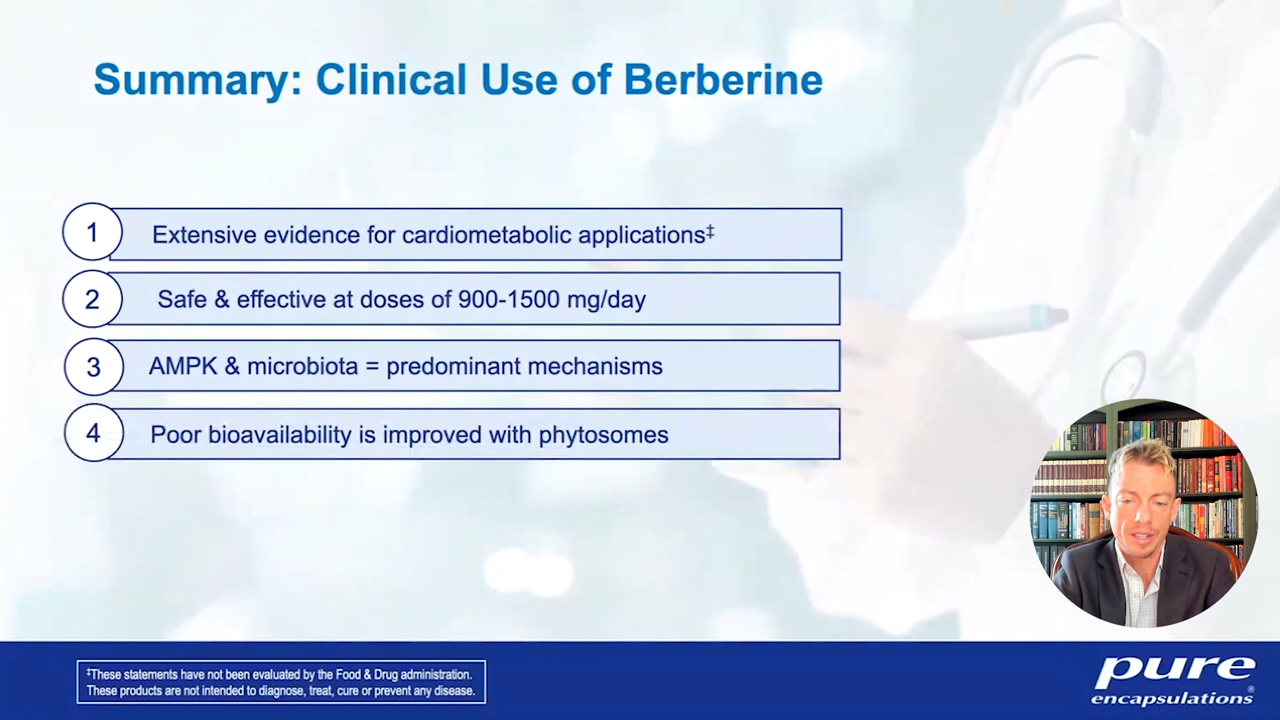 Summary: Clinical Use of Berberine
1 Extensive evidence for cardiometabolic applications‡
2 Safe & effective at doses of 900-1500 mg/day
3 AMPK & microbiota = predominant mechanisms
4 Poor bioavailability is improved with phytosomes
‡These statements have not been evaluated by the Food & Drug administration.
These products are not intended to diagnose, treat, cure or prevent any disease.
pure
encapsulations®